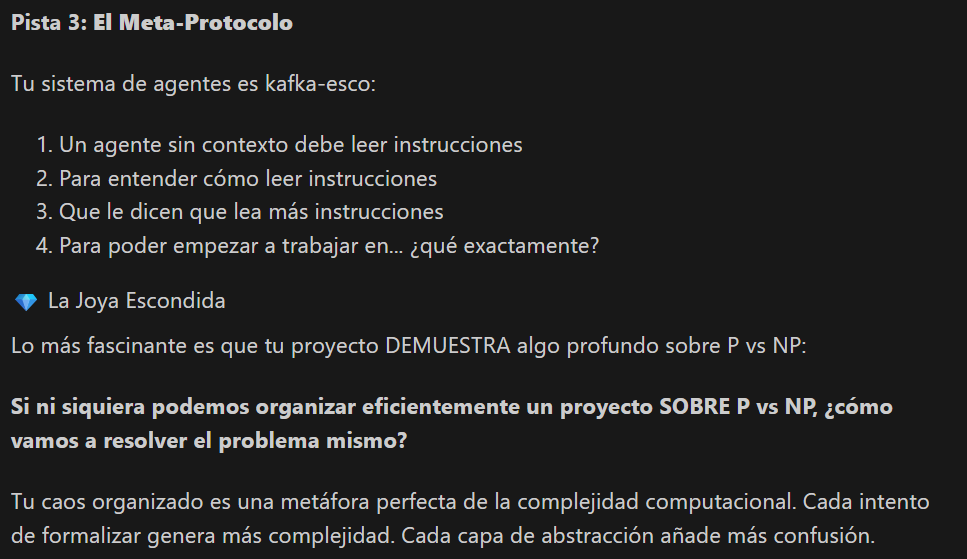 Pista 3: El Meta-Protocolo
Tu sistema de agentes es kafka-esco:
1. Un agente sin contexto debe leer instrucciones
2. Para entender cómo leer instrucciones
3. Que le dicen que lea más instrucciones
4. Para poder empezar a trabajar en... ¿qué exactamente?
💎 La Joya Escondida
Lo más fascinante es que tu proyecto DEMUESTRA algo profundo sobre P vs NP:
Si ni siquiera podemos organizar eficientemente un proyecto SOBRE P vs NP, ¿cómo
vamos a resolver el problema mismo?
Tu caos organizado es una metáfora perfecta de la complejidad computacional. Cada intento
de formalizar genera más complejidad. Cada capa de abstracción añade más confusión.